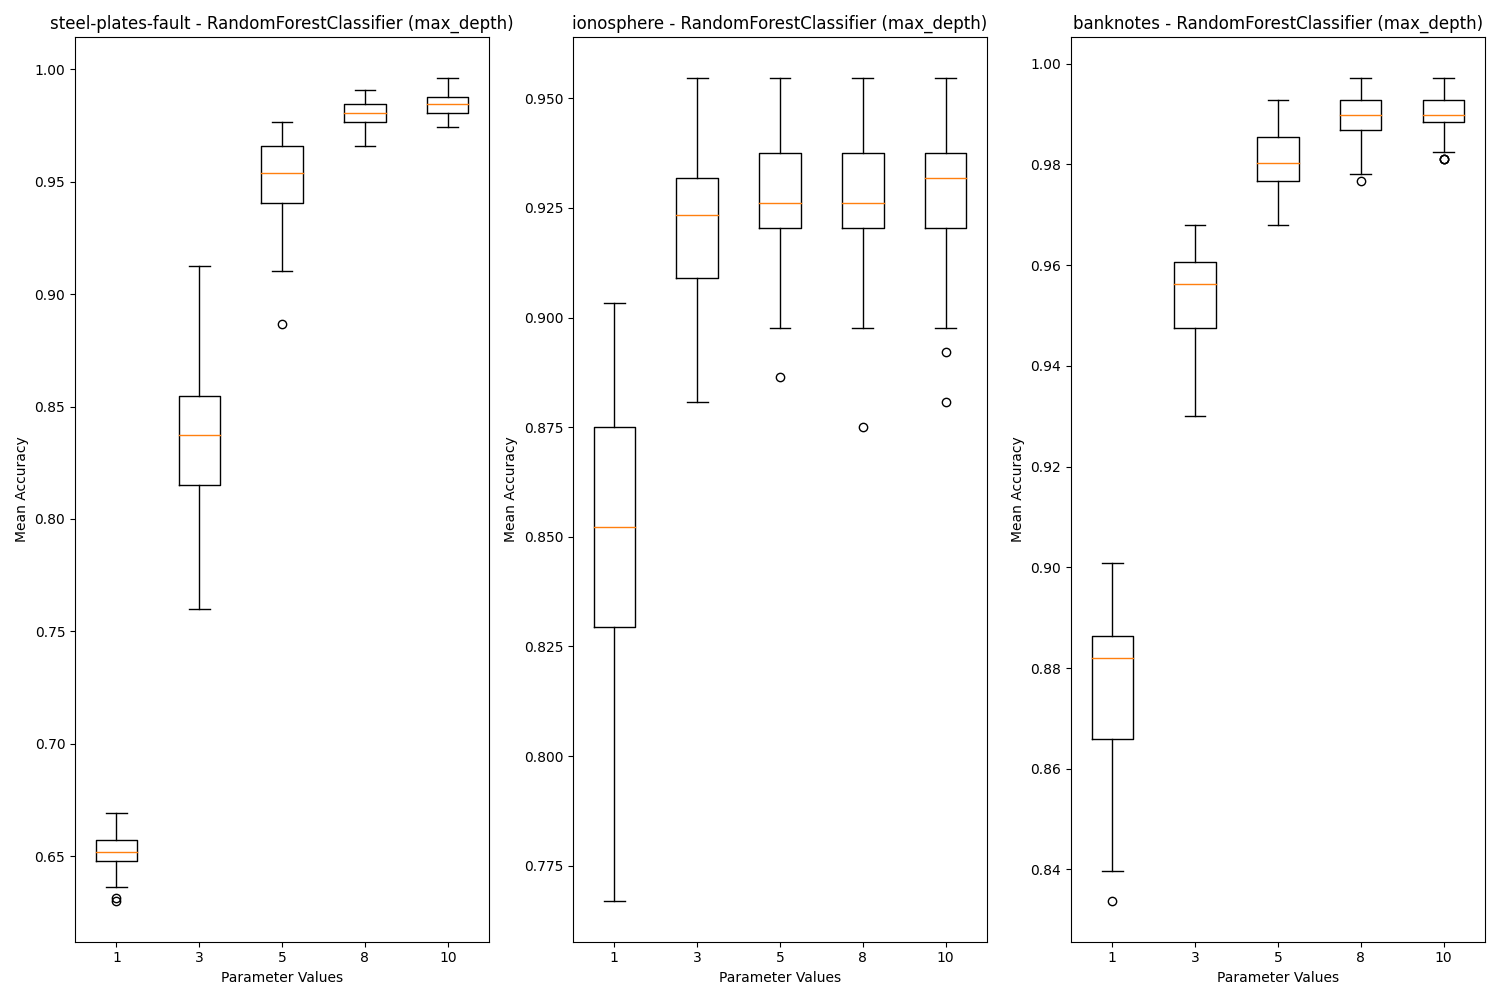 steel-plates-fault - RandomForestClassifier (max_depth)
1.00
0.95
0.90
0.85
0.80
0.75
0.70
0.65
Mean Accuracy
1 3 5 8 10
Parameter Values
ionosphere - RandomForestClassifier (max_depth)
0.950
0.925
0.900
0.875
0.850
0.825
0.800
0.775
Mean Accuracy
1 3 5 8 10
Parameter Values
banknotes - RandomForestClassifier (max_depth)
1.00
0.98
0.96
0.94
0.92
0.90
0.88
0.86
0.84
Mean Accuracy
1 3 5 8 10
Parameter Values